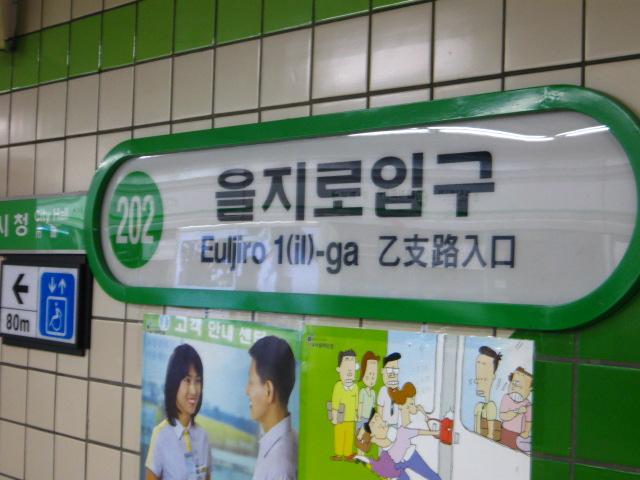 202
을지로입구
Euljiro 1(il)-ga 乙支路入口
시청 City Hall
80m
고객 안내 센터